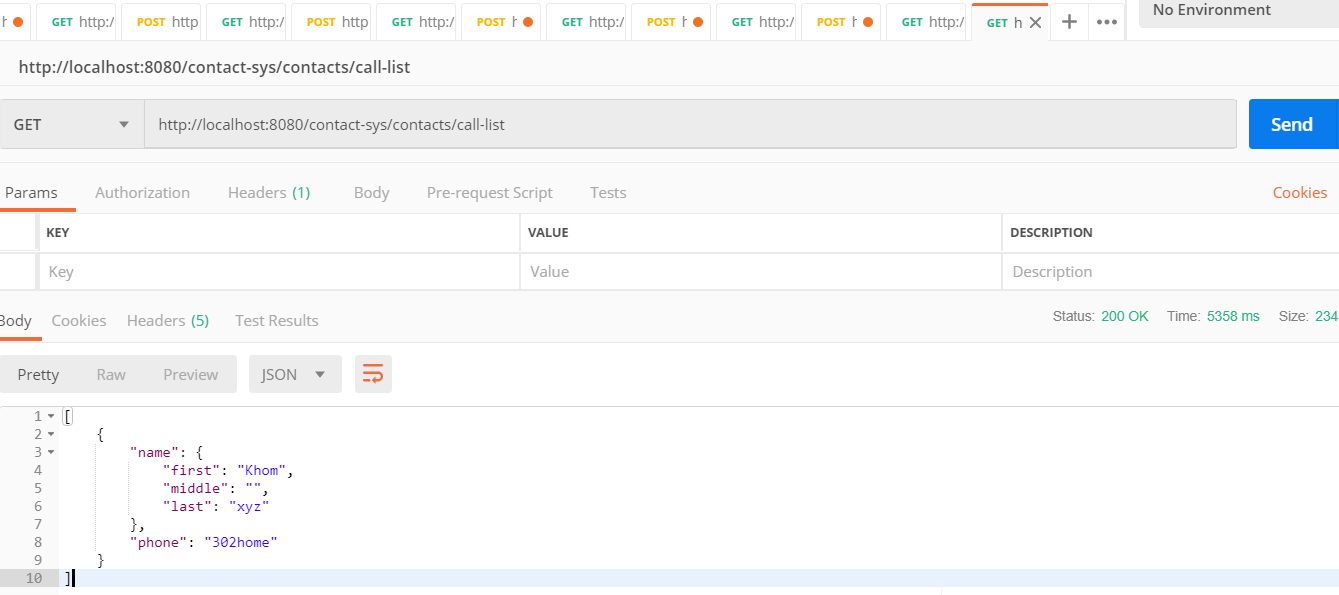 h GET http:/ POST http GET http:/ POST http GET http:/ POST h GET http:/ POST h GET http:/ POST h GET http:/ GET h No Environment
http://localhost:8080/contact-sys/contacts/call-list
GET http://localhost:8080/contact-sys/contacts/call-list Send
Params Authorization Headers (1) Body Pre-request Script Tests Cookies
KEY VALUE DESCRIPTION
Key Value Description
Body Cookies Headers (5) Test Results Status: 200 OK Time: 5358 ms Size: 234
Pretty Raw Preview JSON
1 [
2 {
3 "name": {
4 "first": "Khom",
5 "middle": "",
6 "last": "xyz"
7 },
8 "phone": "302home"
9 }
10 ]